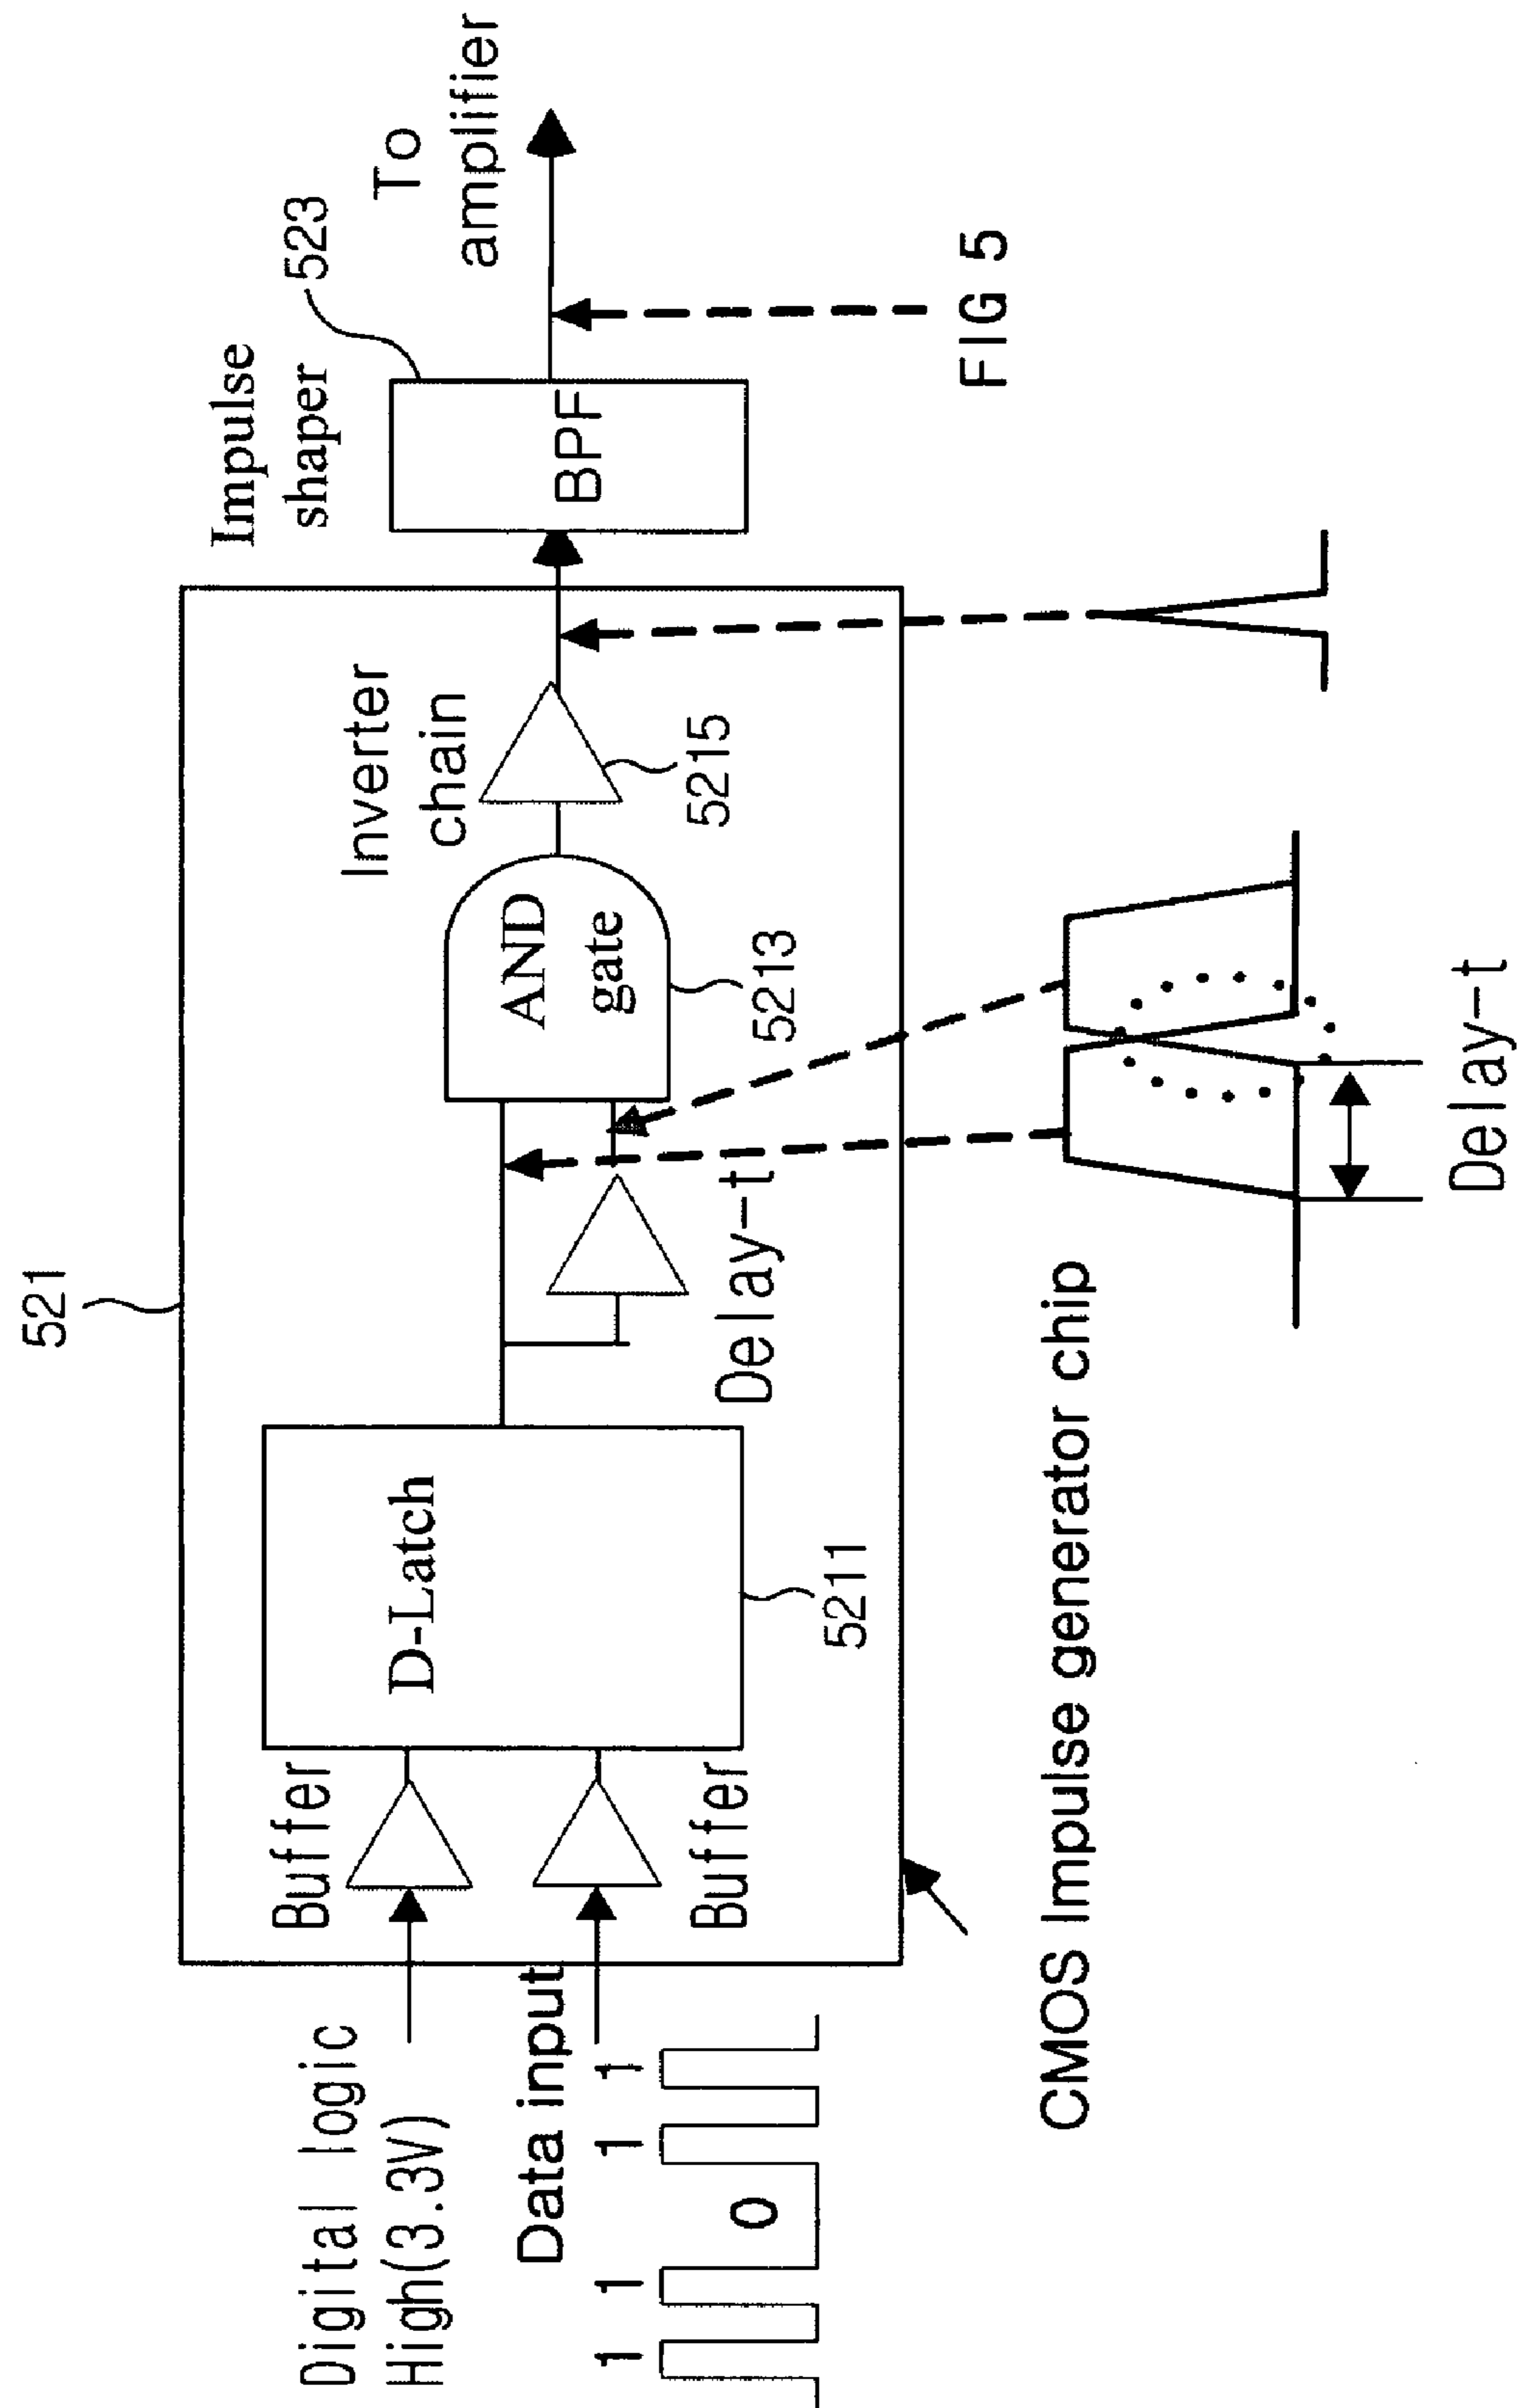 521
Digital logic
High(3.3V)
Data input
1 1 0 1 1
Buffer
Buffer
D-Latch
5211
Delay-t
AND
gate
5213
Inverter
chain
5215
Impulse
shaper
523
BPF
To
amplifier
CMOS Impulse generator chip
Delay-t
FIG 5